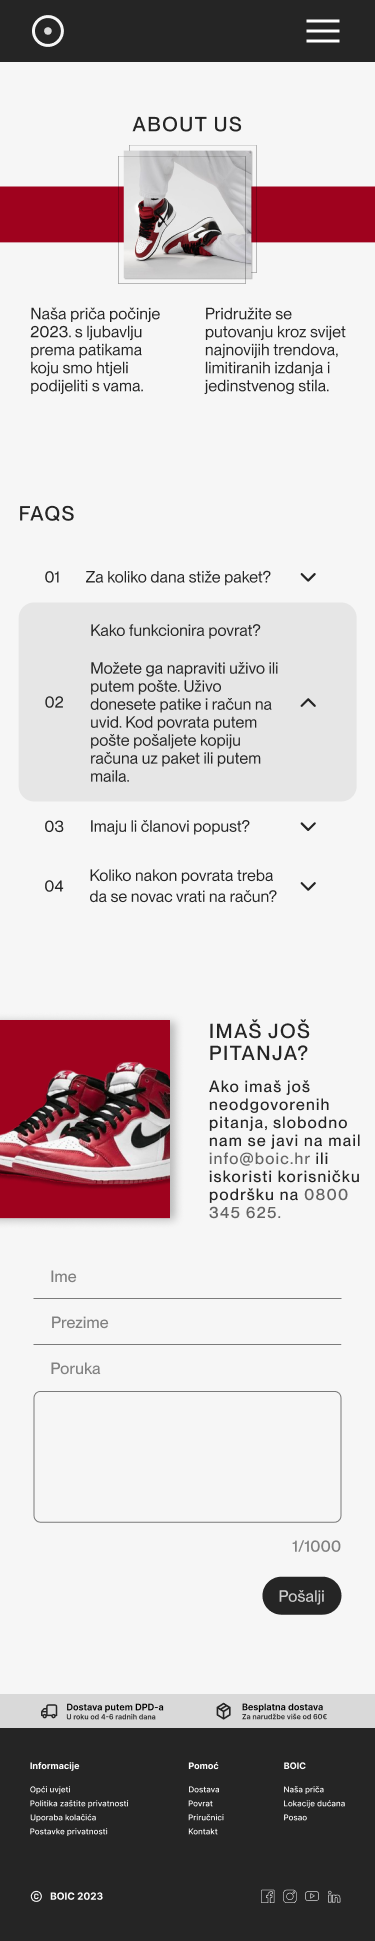 ABOUT US
Naša priča počinje
2023. s ljubavlju
prema patikama
koju smo htjeli
podijeliti s vama.
Pridružite se
putovanju kroz svijet
najnovijih trendova,
limitiranih izdanja i
jedinstvenog stila.
FAQS
01 Za koliko dana stiže paket?
Kako funkcionira povrat?
02
Možete ga napraviti uživo ili
putem pošte. Uživo
donesete patike i račun na
uvid. Kod povrata putem
pošte pošaljete kopiju
računa uz paket ili putem
maila.
03 Imaju li članovi popust?
04 Koliko nakon povrata treba
da se novac vrati na račun?
IMAŠ JOŠ
PITANJA?
Ako imaš još
neodgovorenih
pitanja, slobodno
nam se javi na mail
info@boic.hr ili
iskoristi korisničku
podršku na 0800
345 625.
Ime
Prezime
Poruka
1/1000
Pošalji
Dostava putem DPD-a
U roku od 4-6 radnih dana
Besplatna dostava
Za narudžbe više od 60€
Informacije
Opći uvjeti
Politika zaštite privatnosti
Uporaba kolačića
Postavke privatnosti
Pomoć
Dostava
Povrat
Priručnici
Kontakt
BOIC
Naša priča
Lokacije dućana
Posao
© BOIC 2023